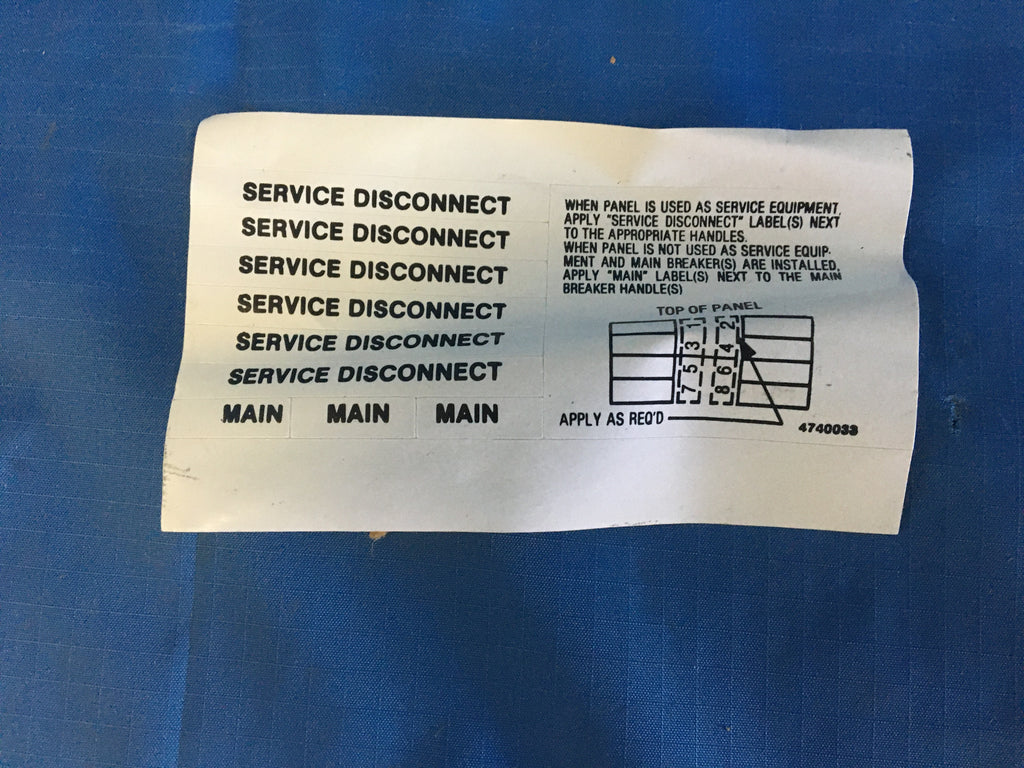 SERVICE DISCONNECT
SERVICE DISCONNECT
SERVICE DISCONNECT
SERVICE DISCONNECT
SERVICE DISCONNECT
SERVICE DISCONNECT
MAIN MAIN MAIN
WHEN PANEL IS USED AS SERVICE EQUIPMENT,
APPLY "SERVICE DISCONNECT" LABEL(S) NEXT
TO THE APPROPRIATE HANDLES.
WHEN PANEL IS NOT USED AS SERVICE EQUIP-
MENT AND MAIN BREAKER(S) ARE INSTALLED,
APPLY "MAIN" LABEL(S) NEXT TO THE MAIN
BREAKER HANDLE(S)
TOP OF PANEL
1 2
3 4
5 6
7 8
APPLY AS REQ'D
4740033